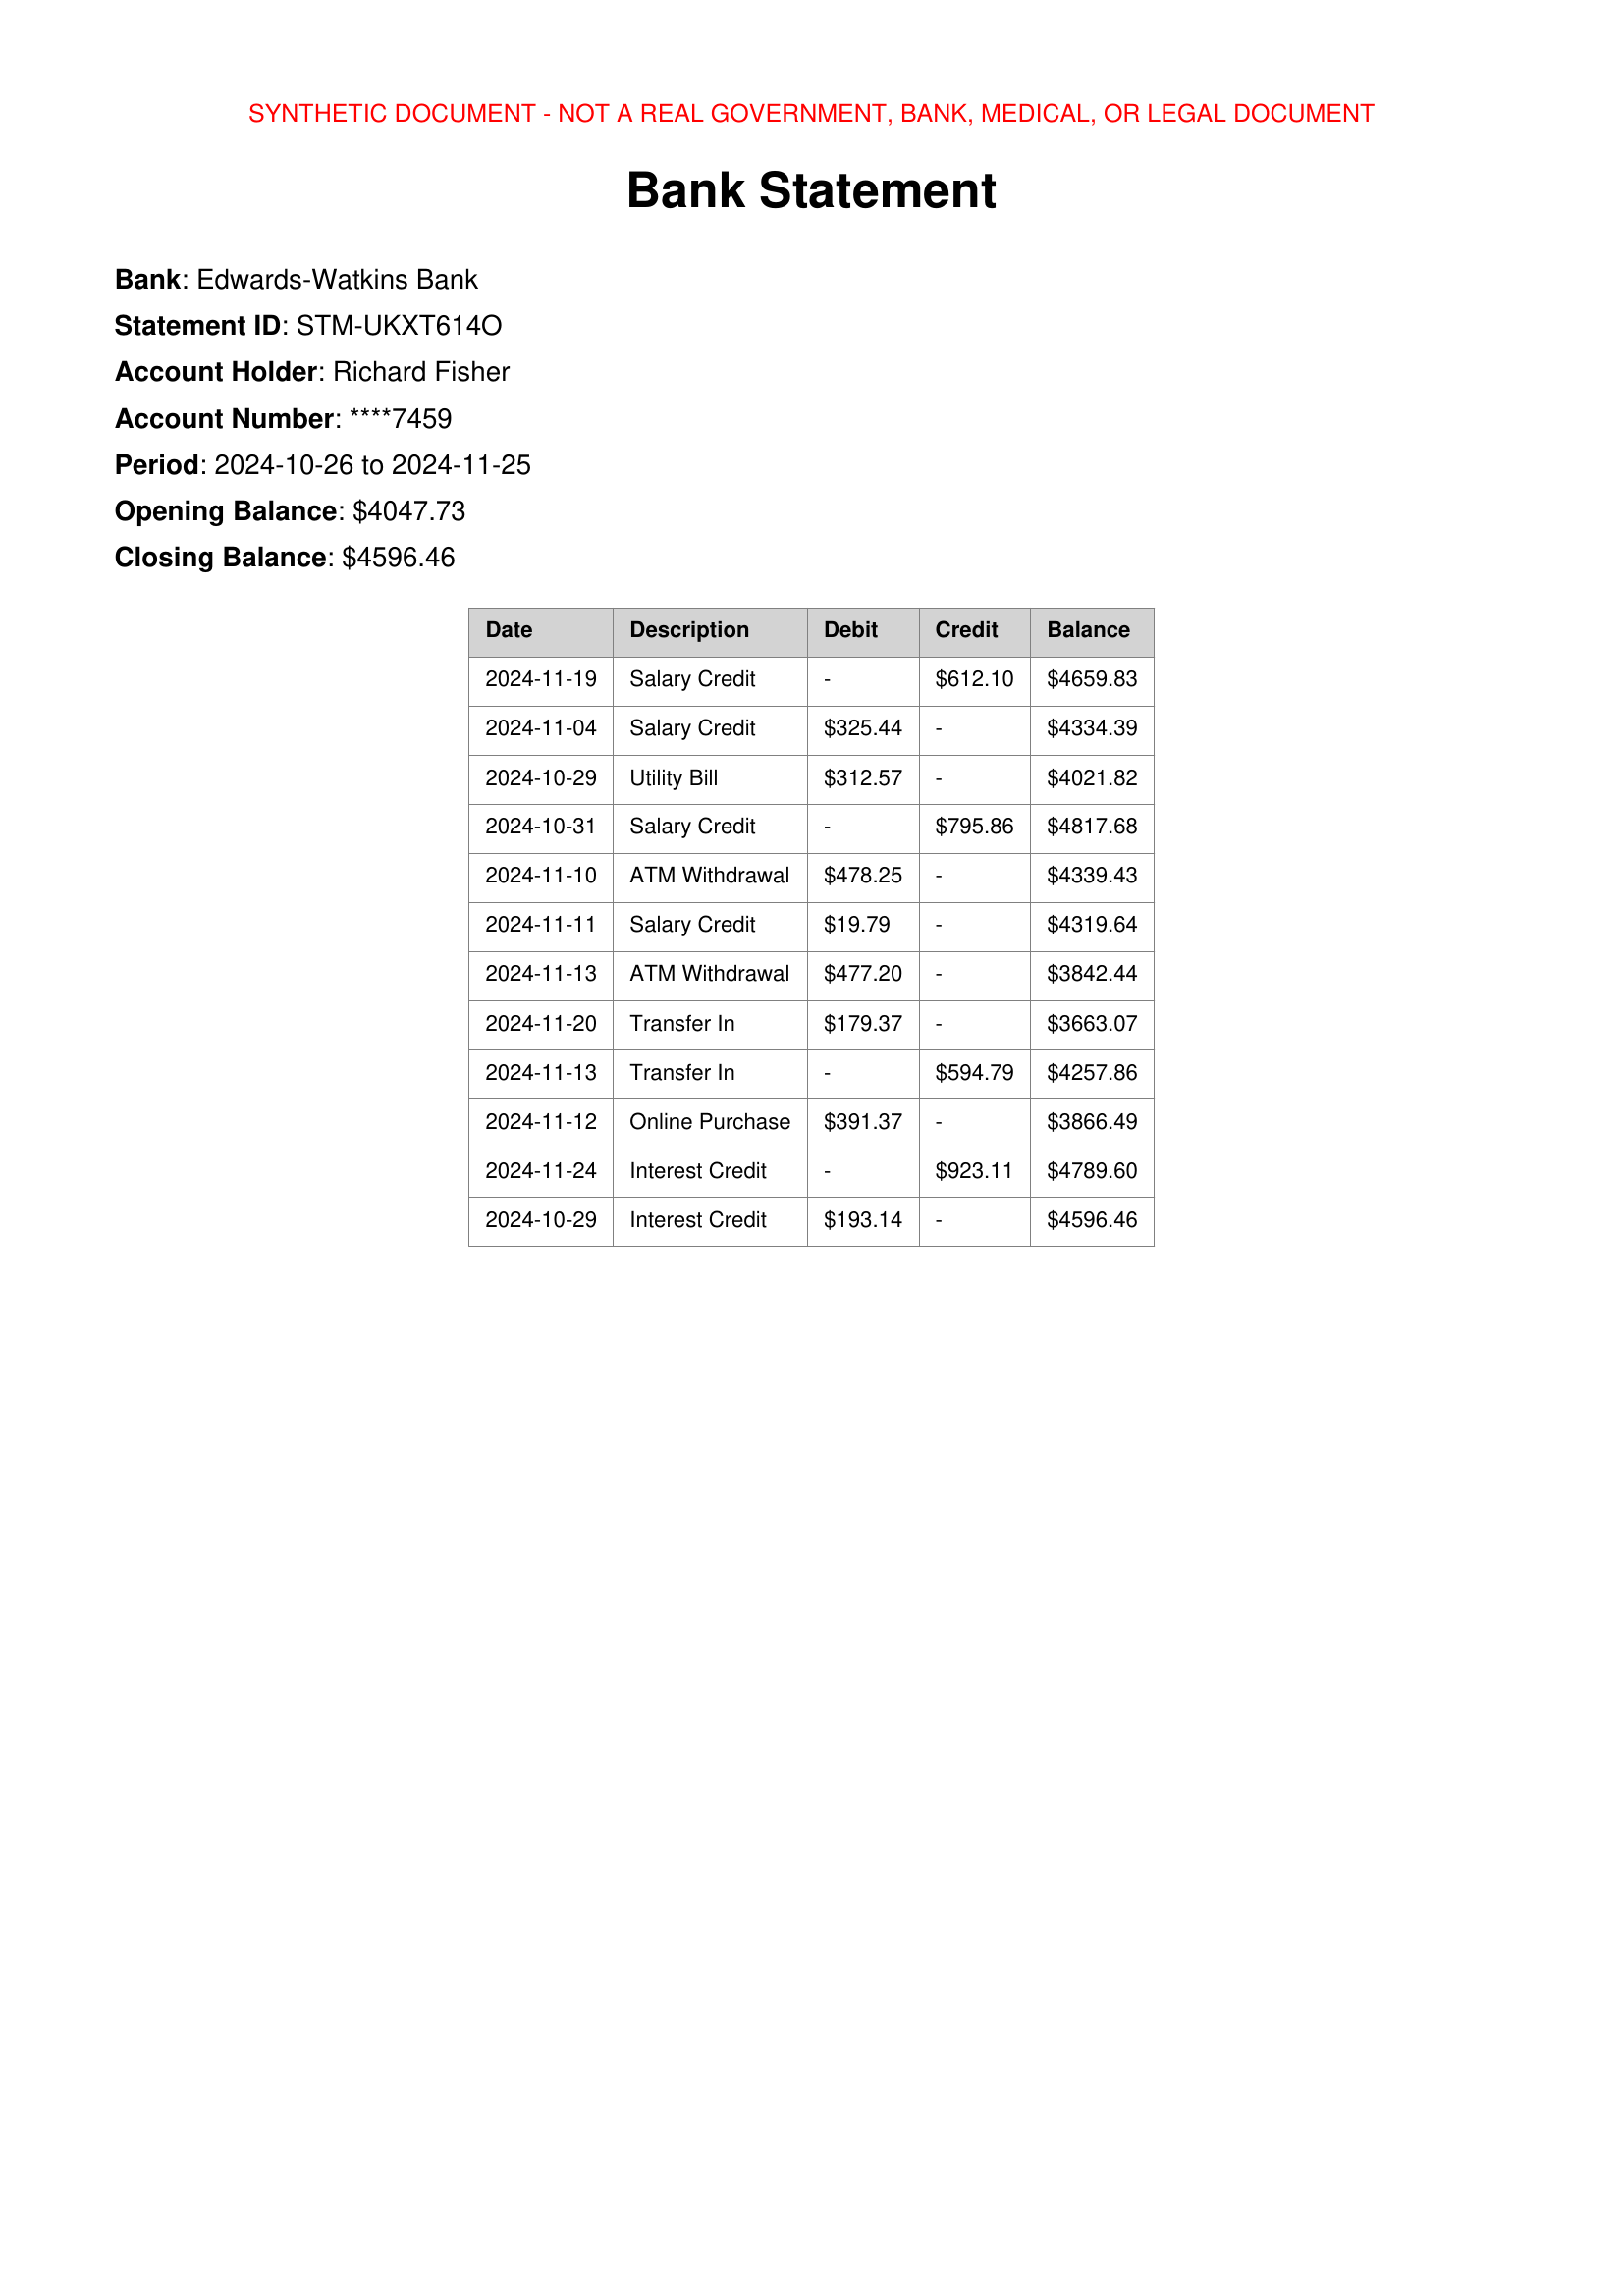 SYNTHETIC DOCUMENT - NOT A REAL GOVERNMENT, BANK, MEDICAL, OR LEGAL DOCUMENT
Bank Statement
Bank: Edwards-Watkins Bank
Statement ID: STM-UKXT614O
Account Holder: Richard Fisher
Account Number: ****7459
Period: 2024-10-26 to 2024-11-25
Opening Balance: $4047.73
Closing Balance: $4596.46
Date Description Debit Credit Balance
2024-11-19 Salary Credit - $612.10 $4659.83
2024-11-04 Salary Credit $325.44 - $4334.39
2024-10-29 Utility Bill $312.57 - $4021.82
2024-10-31 Salary Credit - $795.86 $4817.68
2024-11-10 ATM Withdrawal $478.25 - $4339.43
2024-11-11 Salary Credit $19.79 - $4319.64
2024-11-13 ATM Withdrawal $477.20 - $3842.44
2024-11-20 Transfer In $179.37 - $3663.07
2024-11-13 Transfer In - $594.79 $4257.86
2024-11-12 Online Purchase $391.37 - $3866.49
2024-11-24 Interest Credit - $923.11 $4789.60
2024-10-29 Interest Credit $193.14 - $4596.46